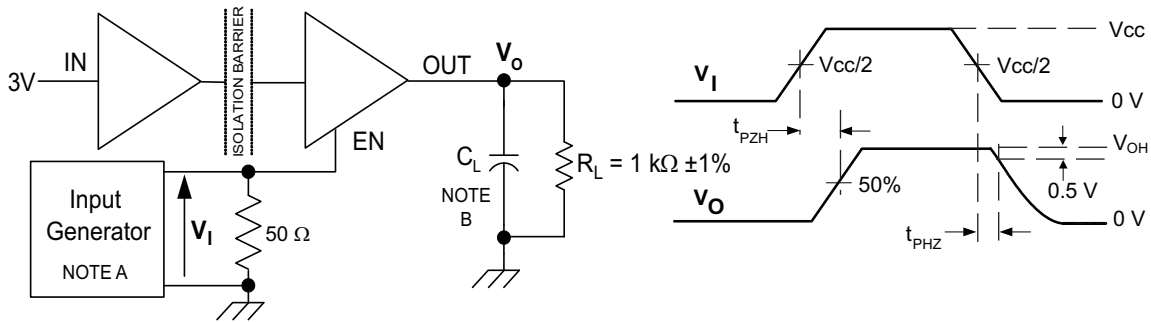 3V
IN
ISOLATION BARRIER
OUT
Vo
EN
CL
NOTE
B
RL = 1 kΩ ±1%
Input
Generator
NOTE A
VI
50 Ω
VI
Vcc/2
Vcc/2
Vcc
0 V
tPZH
VO
50%
VOH
0.5 V
0 V
tPHZ